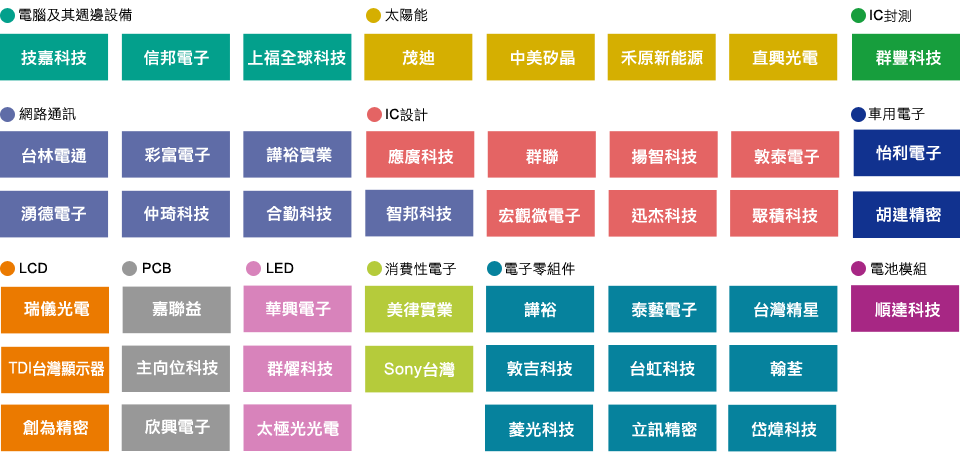 電腦及其週邊設備
太陽能
IC封測
技嘉科技
信邦電子
上福全球科技
茂迪
中美矽晶
禾原新能源
直興光電
群豐科技
網路通訊
IC設計
車用電子
台林電通
彩富電子
譁裕實業
應廣科技
群聯
揚智科技
敦泰電子
怡利電子
湧德電子
仲琦科技
合勤科技
智邦科技
宏觀微電子
迅杰科技
聚積科技
胡連精密
LCD
PCB
LED
消費性電子
電子零組件
電池模組
瑞儀光電
嘉聯益
華興電子
美律實業
譁裕
泰藝電子
台灣精星
順達科技
TDI台灣顯示器
主向位科技
群燿科技
Sony台灣
敦吉科技
台虹科技
翰荃
創為精密
欣興電子
太極光光電
菱光科技
立訊精密
岱煒科技